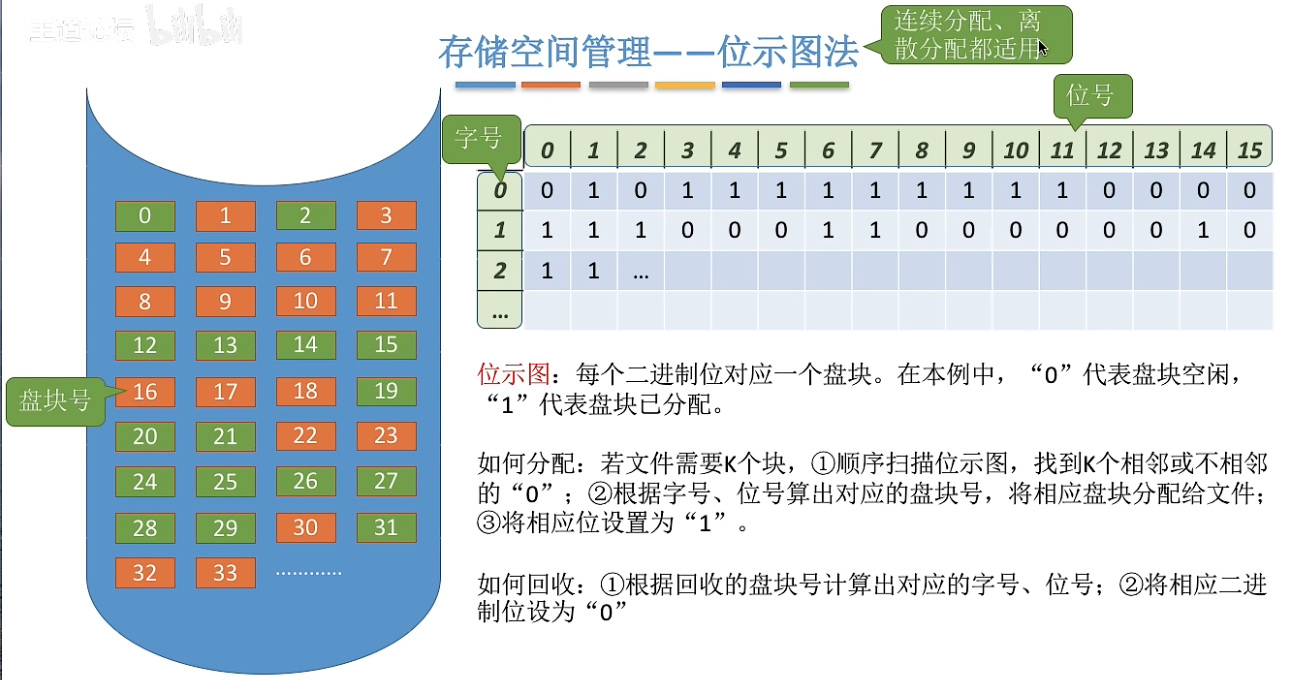 王道论坛 bilibili
存储空间管理——位示图法
连续分配、离
散分配都适用
位号
字号
0 1 2 3 4 5 6 7 8 9 10 11 12 13 14 15
0 0 1 0 1 1 1 1 1 1 1 1 1 0 0 0 0
1 1 1 1 0 0 0 1 1 0 0 0 0 0 0 1 0
2 1 1 …
…
0 1 2 3
4 5 6 7
8 9 10 11
12 13 14 15
盘块号
16 17 18 19
20 21 22 23
24 25 26 27
28 29 30 31
32 33 …………
位示图：每个二进制位对应一个盘块。在本例中，“0”代表盘块空闲，
“1”代表盘块已分配。
如何分配：若文件需要K个块，①顺序扫描位示图，找到K个相邻或不相邻
的“0”；②根据字号、位号算出对应的盘块号，将相应盘块分配给文件；
③将相应位设置为“1”。
如何回收：①根据回收的盘块号计算出对应的字号、位号；②将相应二进
制位设为“0”